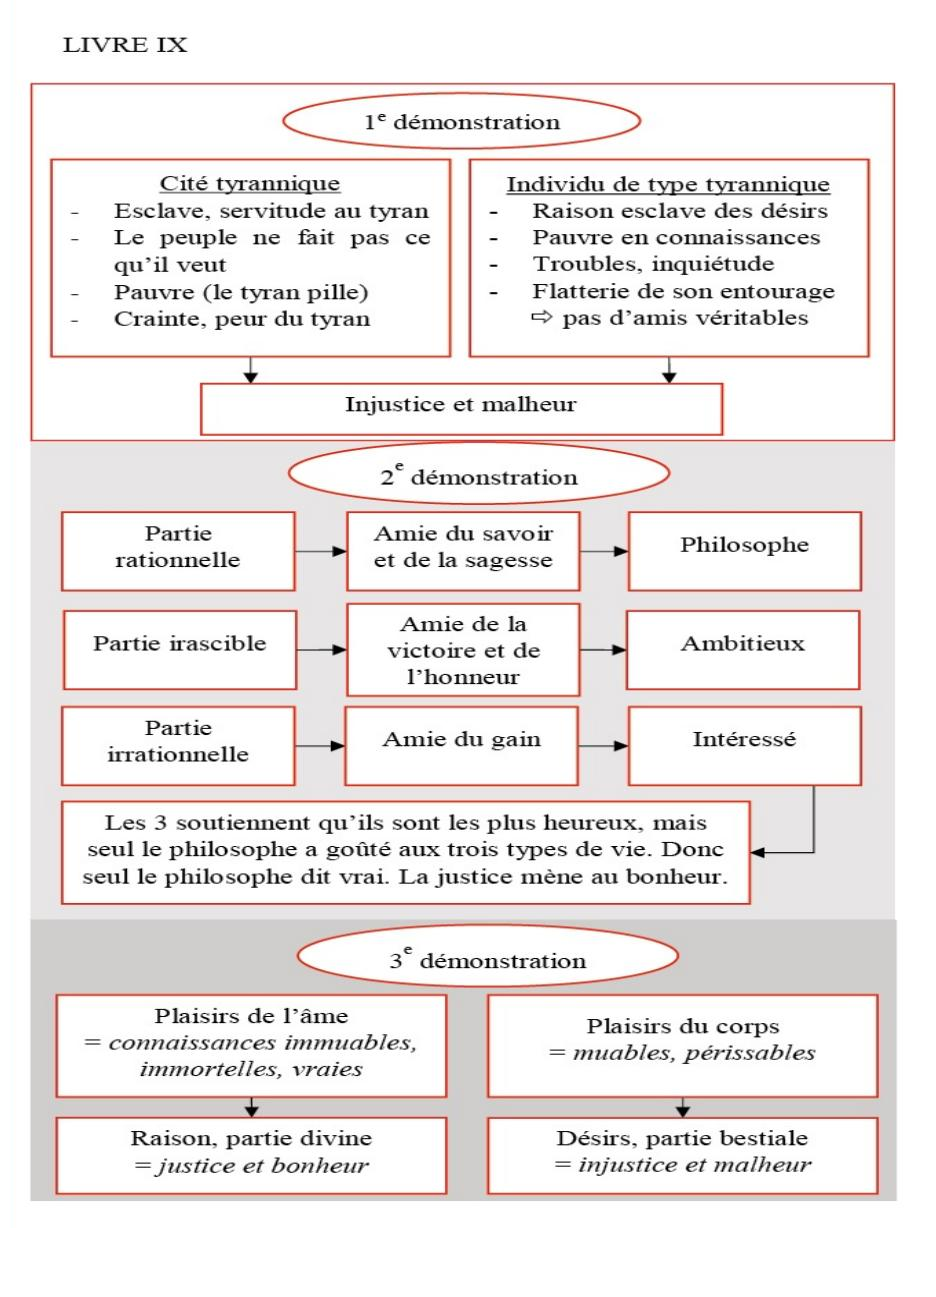 LIVRE IX
1e démonstration
Cité tyrannique
- Esclave, servitude au tyran
- Le peuple ne fait pas ce
qu’il veut
- Pauvre (le tyran pille)
- Crainte, peur du tyran
Individu de type tyrannique
- Raison esclave des désirs
- Pauvre en connaissances
- Troubles, inquiétude
- Flatterie de son entourage
⇨ pas d’amis véritables
Injustice et malheur
2e démonstration
Partie
rationnelle
Amie du savoir
et de la sagesse
Philosophe
Partie irascible
Amie de la
victoire et de
l’honneur
Ambitieux
Partie
irrationnelle
Amie du gain
Intéressé
Les 3 soutiennent qu’ils sont les plus heureux, mais
seul le philosophe a goûté aux trois types de vie. Donc
seul le philosophe dit vrai. La justice mène au bonheur.
3e démonstration
Plaisirs de l’âme
= connaissances immuables,
immortelles, vraies
Plaisirs du corps
= muables, périssables
Raison, partie divine
= justice et bonheur
Désirs, partie bestiale
= injustice et malheur